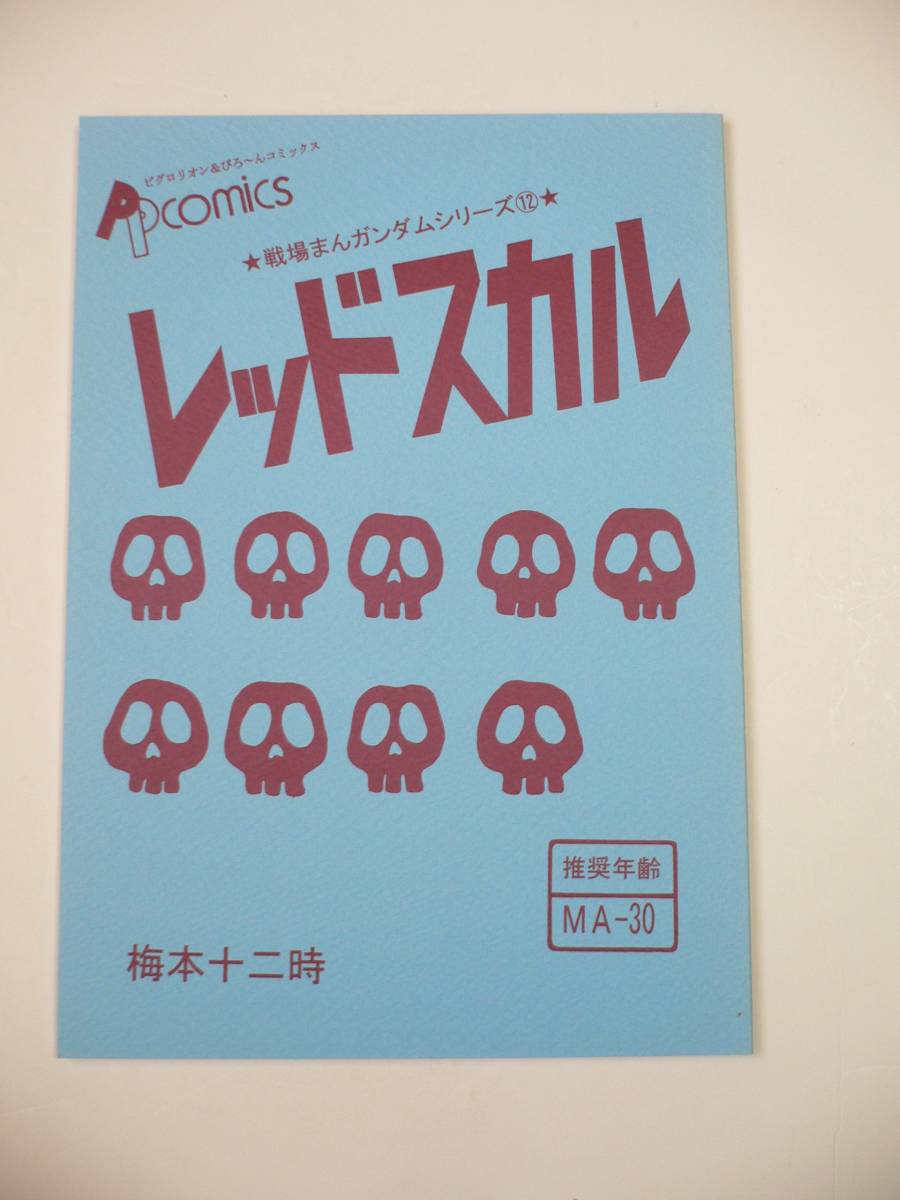 ビグロリオン&びろ〜んコミックス
PPcomics
★戦場まんガンダムシリーズ⑫★
レッドスカル
推奨年齢
MA-30
梅本十二時